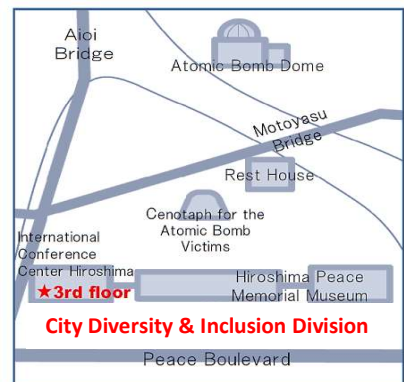 Aioi
Bridge
Atomic Bomb Dome
Motoyasu
Bridge
Rest House
Cenotaph for the
Atomic Bomb
Victims
International
Conference
Center Hiroshima
★3rd floor
Hiroshima Peace
Memorial Museum
City Diversity & Inclusion Division
Peace Boulevard